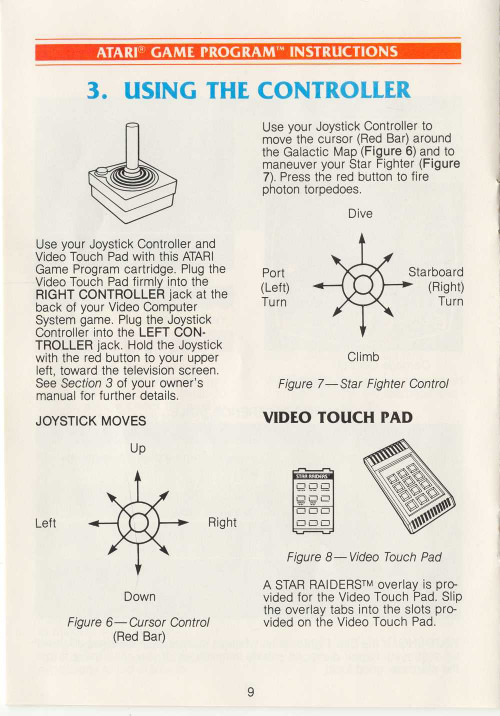 ATARI® GAME PROGRAM™ INSTRUCTIONS
3. USING THE CONTROLLER
Use your Joystick Controller and
Video Touch Pad with this ATARI
Game Program cartridge. Plug the
Video Touch Pad firmly into the
RIGHT CONTROLLER jack at the
back of your Video Computer
System game. Plug the Joystick
Controller into the LEFT CON-
TROLLER jack. Hold the Joystick
with the red button to your upper
left, toward the television screen.
See Section 3 of your owner's
manual for further details.
JOYSTICK MOVES
Up
Left
Right
Down
Figure 6—Cursor Control
(Red Bar)
Use your Joystick Controller to
move the cursor (Red Bar) around
the Galactic Map (Figure 6) and to
maneuver your Star Fighter (Figure
7). Press the red button to fire
photon torpedoes.
Dive
Port
(Left)
Turn
Starboard
(Right)
Turn
Climb
Figure 7—Star Fighter Control
VIDEO TOUCH PAD
STAR RAIDERS
Figure 8—Video Touch Pad
A STAR RAIDERS™ overlay is pro-
vided for the Video Touch Pad. Slip
the overlay tabs into the slots pro-
vided on the Video Touch Pad.
9